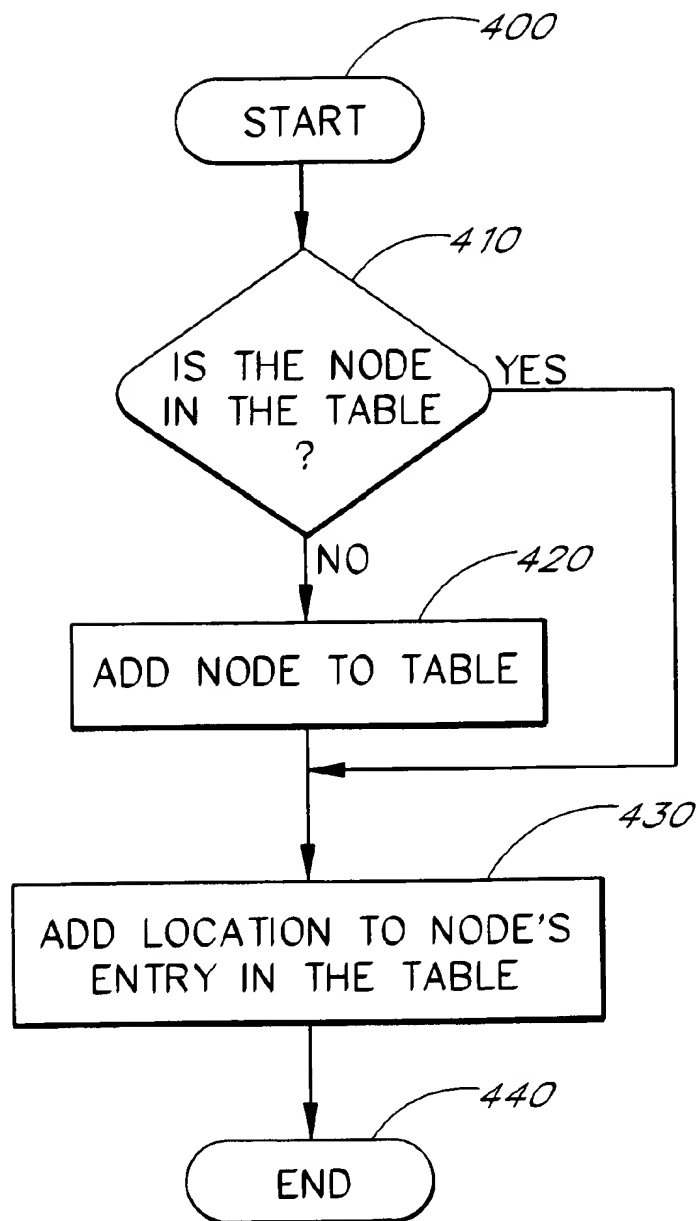 400
START
410
IS THE NODE
IN THE TABLE
?
YES
NO
420
ADD NODE TO TABLE
430
ADD LOCATION TO NODE'S
ENTRY IN THE TABLE
440
END